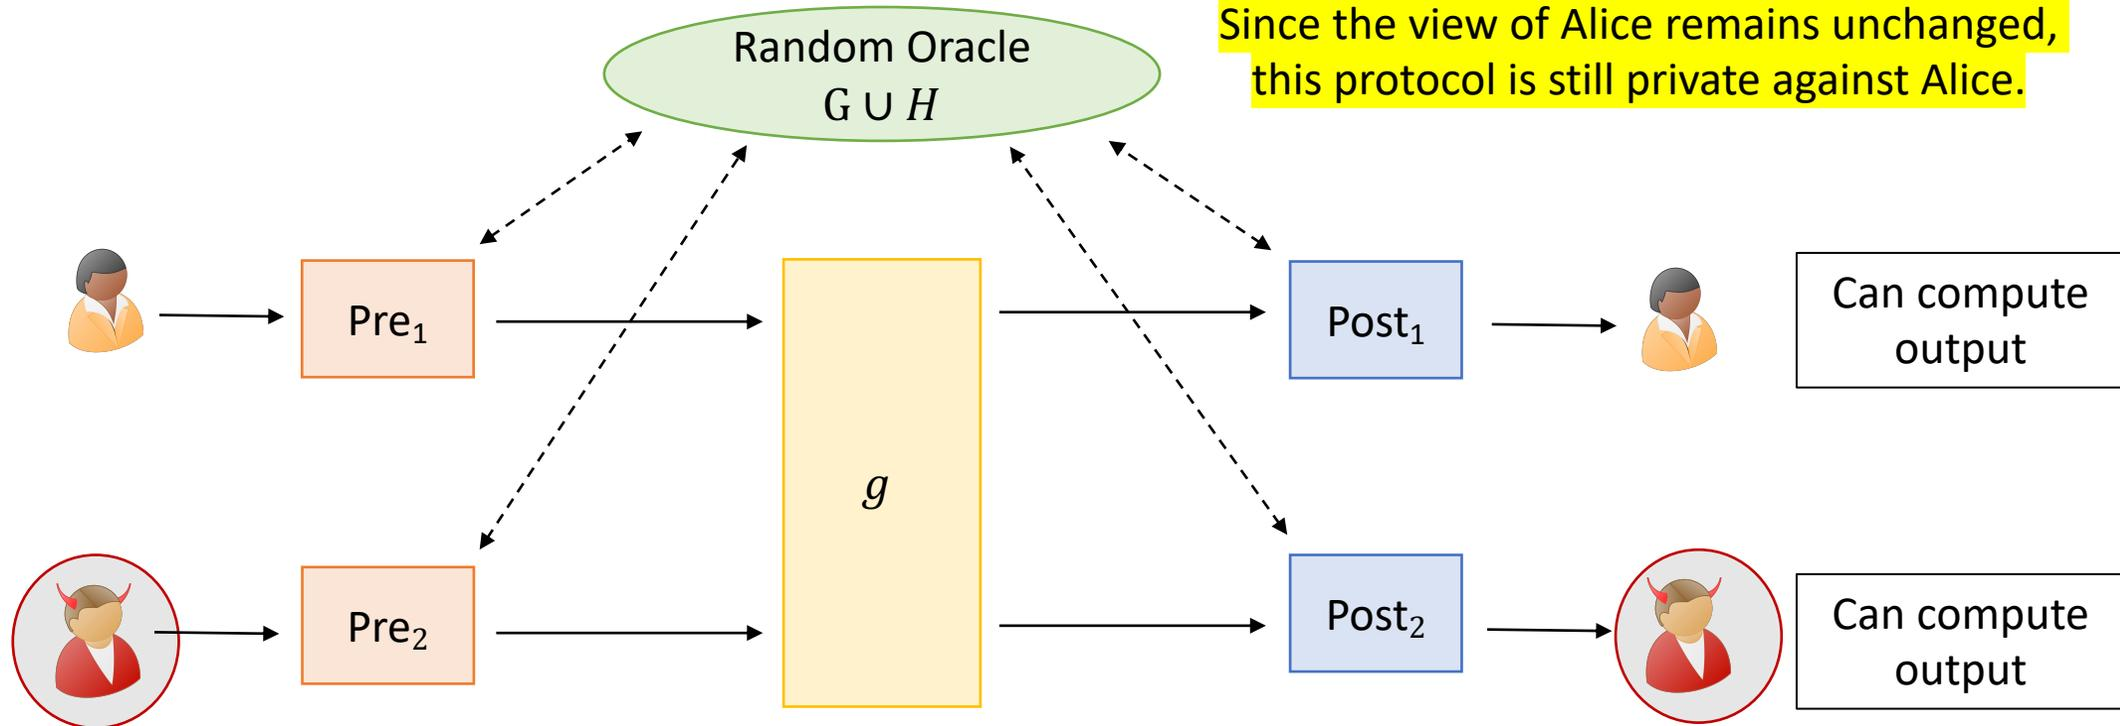 Since the view of Alice remains unchanged,
this protocol is still private against Alice.
Random Oracle
G ∪ H
Pre₁
Post₁
Can compute
output
g
Pre₂
Post₂
Can compute
output